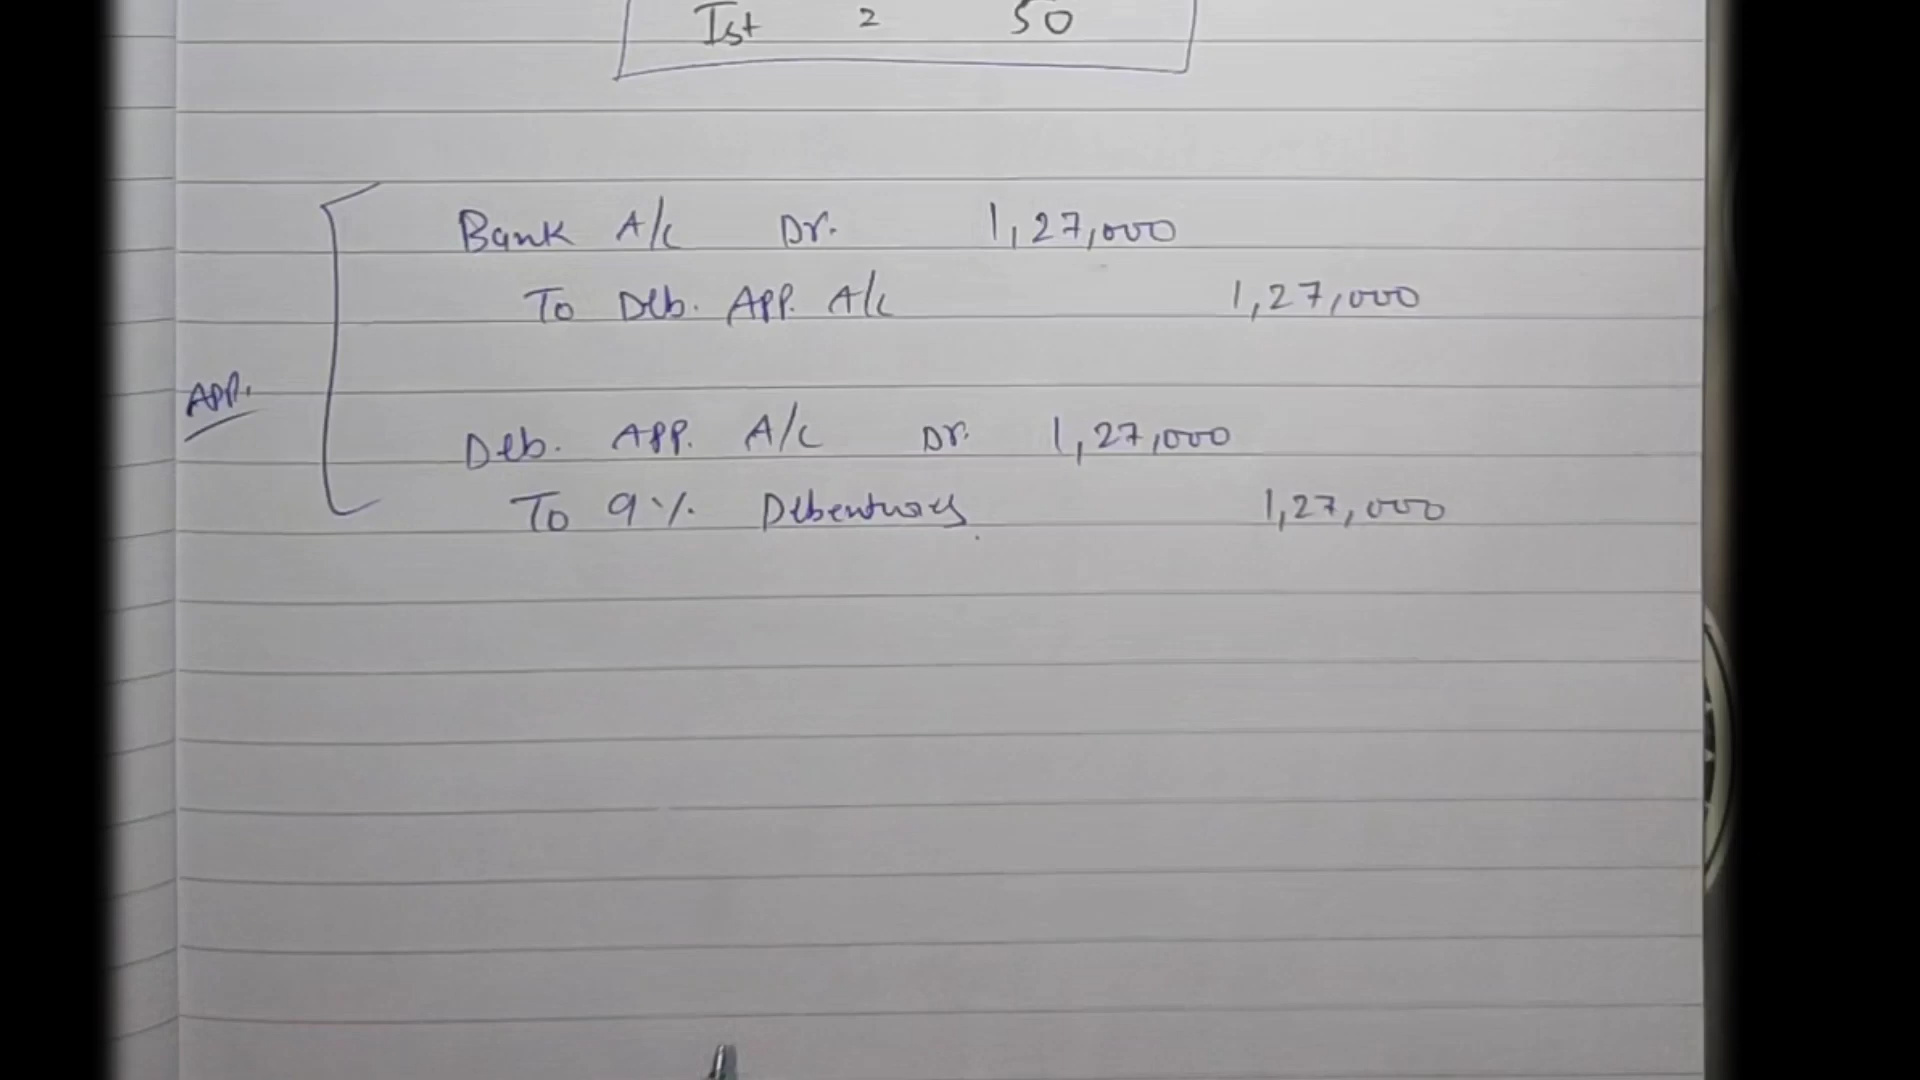 Ist = 50
Bank A/c Dr. 1,27,000
To Deb. App. A/c 1,27,000
App.
Deb. App. A/c Dr. 1,27,000
To 9% Debentures 1,27,000